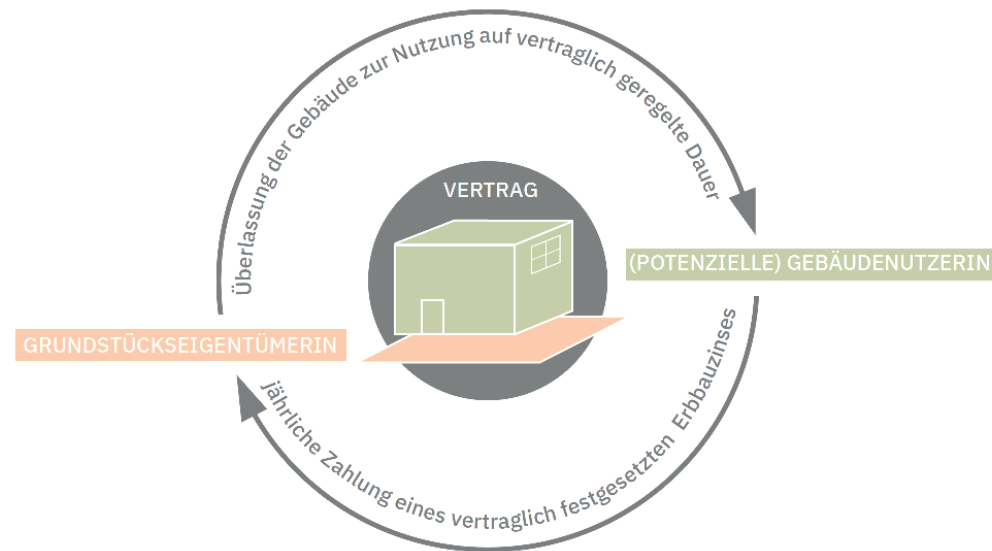 Überlassung der Gebäude zur Nutzung auf vertraglich geregelte Dauer
VERTRAG
(POTENZIELLE) GEBÄUDENUTZERIN
GRUNDSTÜCKSEIGENTÜMERIN
jährliche Zahlung eines vertraglich festgesetzten Erbbauzinses